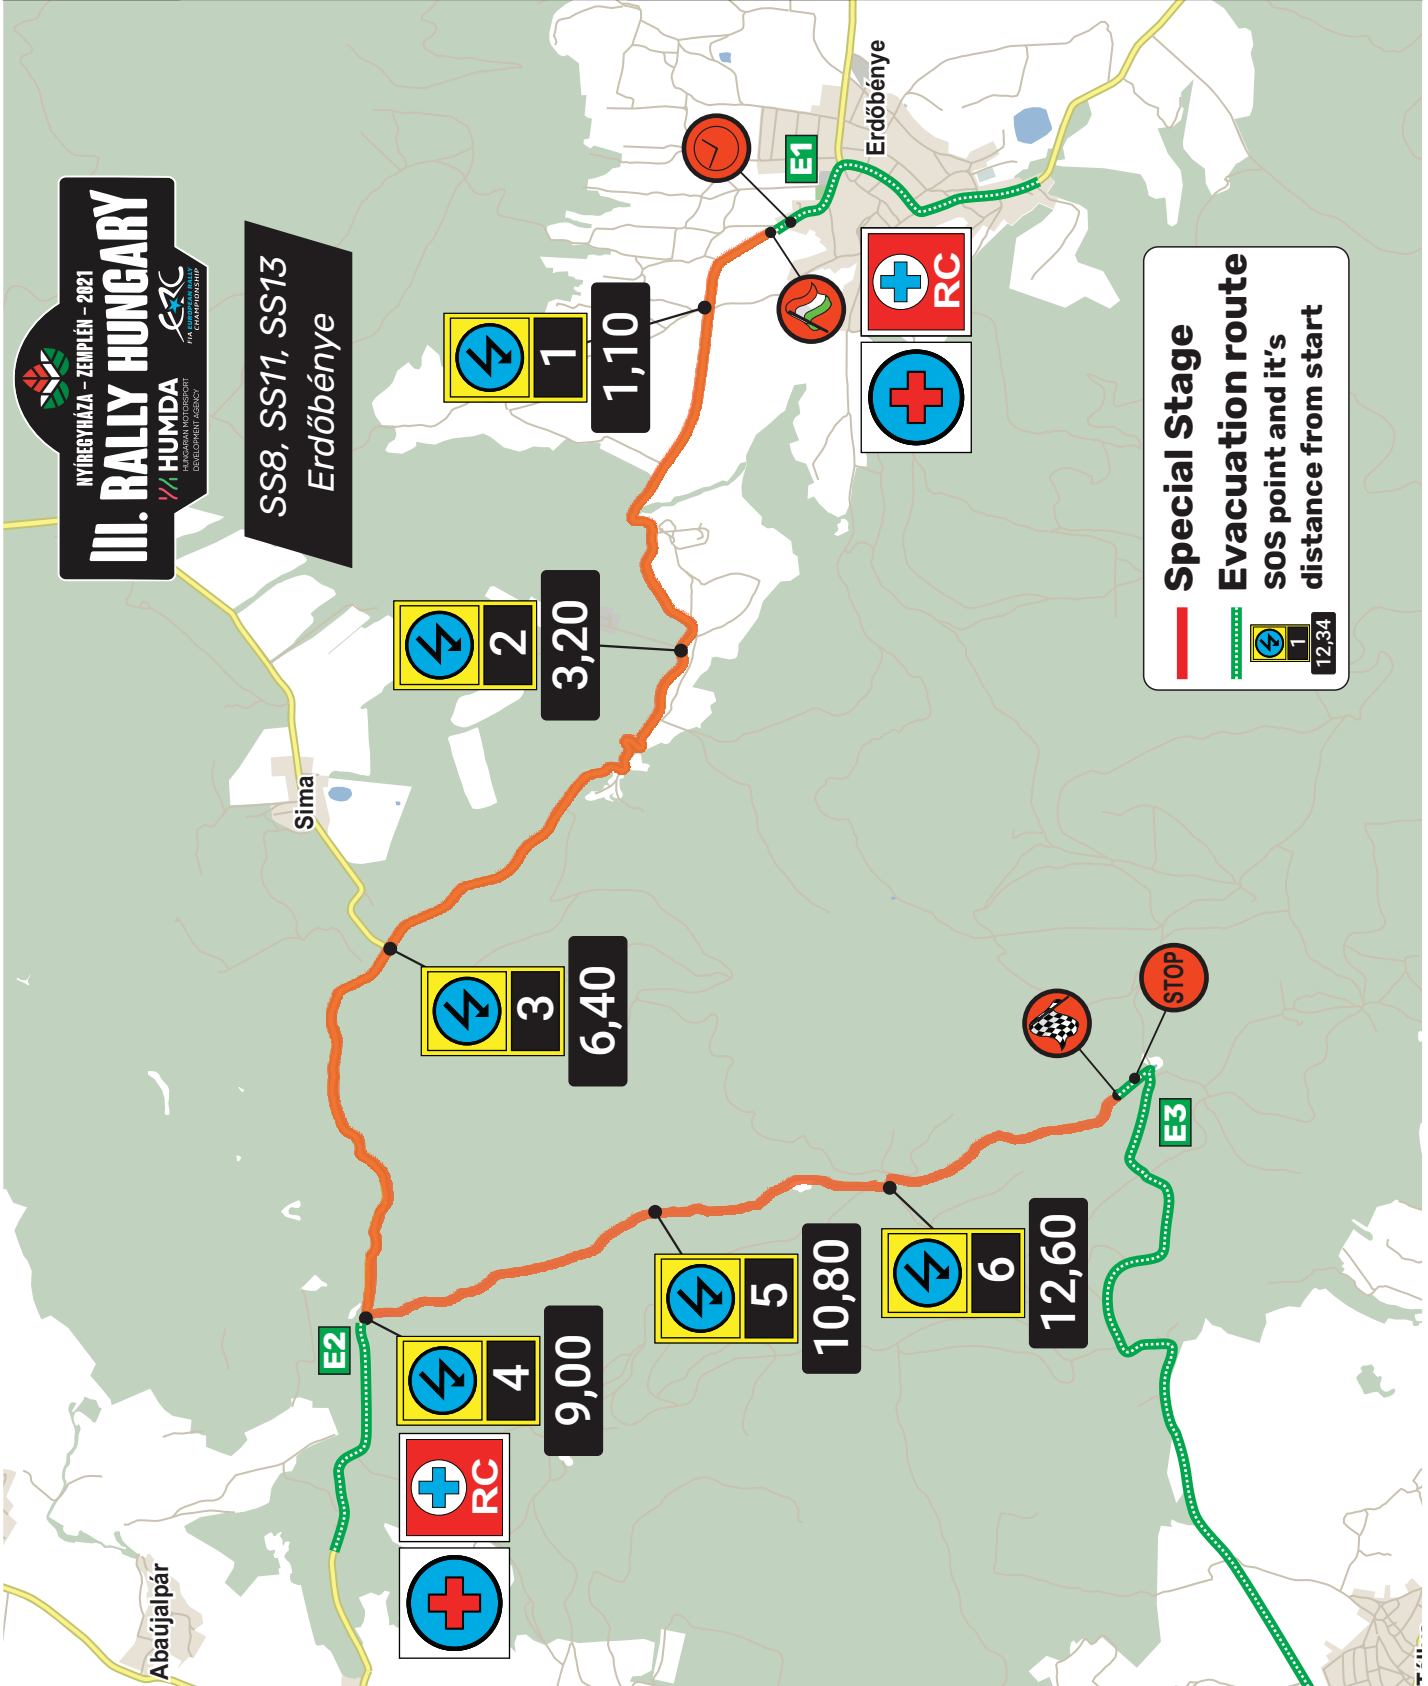 NYÍREGYHÁZA – ZEMPLÉN – 2021
III. RALLY HUNGARY
HUMDA
HUNGARIAN MOTORSPORT
DEVELOPMENT AGENCY
ERC
FIA EUROPEAN RALLY
CHAMPIONSHIP
SS8, SS11, SS13
Erdőbénye
Abaújalpár
Sima
Erdőbénye
E1
E2
E3
1
1,10
2
3,20
3
6,40
4
9,00
5
10,80
6
12,60
RC
RC
STOP
Special Stage
Evacuation route
SOS point and it's
distance from start
1
12,34